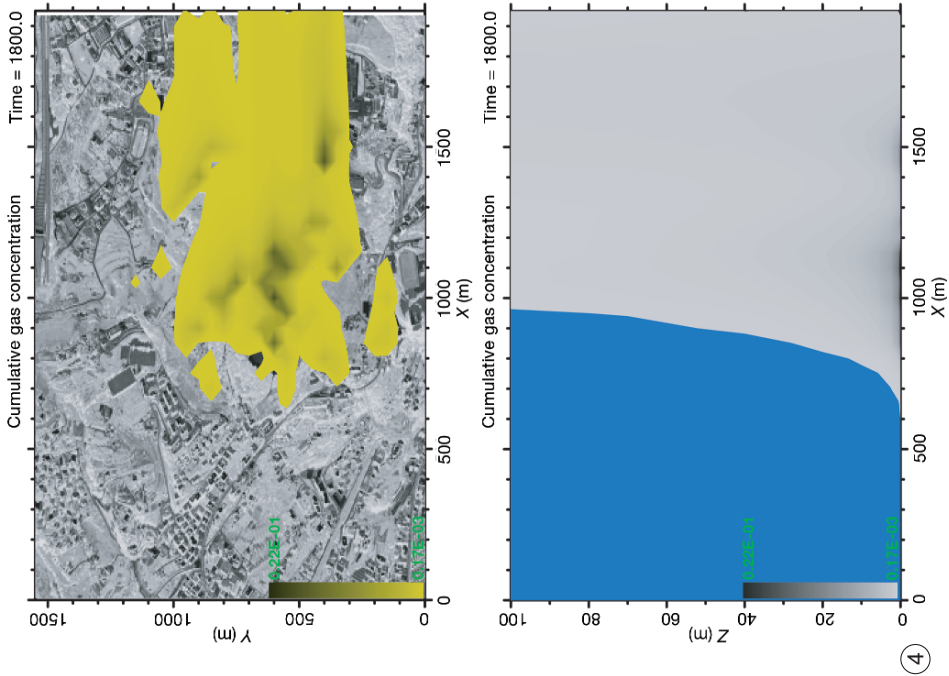 Cumulative gas concentration Time = 1800.0
1500
1000
500
0
Y (m)
0.22E-01
0.17E-03
0 500 1000 1500
X (m)
Cumulative gas concentration Time = 1800.0
100
80
60
40
20
0
Z (m)
0.22E-01
0.17E-03
0 500 1000 1500
X (m)
4